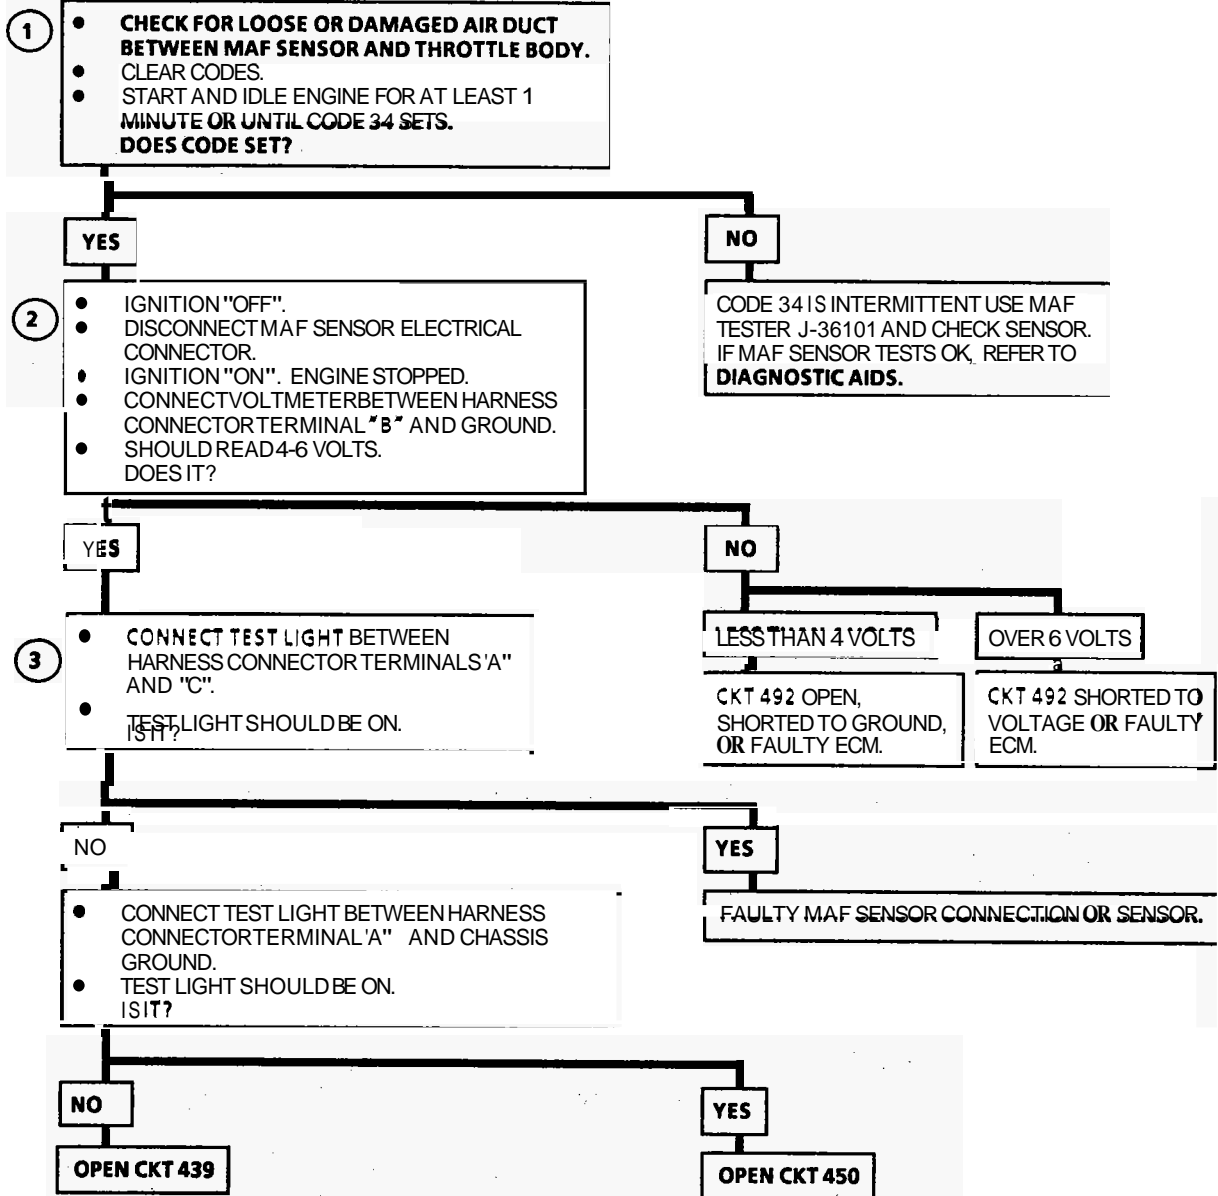 1
● CHECK FOR LOOSE OR DAMAGED AIR DUCT
BETWEEN MAF SENSOR AND THROTTLE BODY.
● CLEAR CODES.
● START AND IDLE ENGINE FOR AT LEAST 1
MINUTE OR UNTIL CODE 34 SETS.
DOES CODE SET?
YES
NO
2
● IGNITION "OFF".
● DISCONNECT MAF SENSOR ELECTRICAL
CONNECTOR.
● IGNITION "ON". ENGINE STOPPED.
● CONNECT VOLTMETER BETWEEN HARNESS
CONNECTOR TERMINAL "B" AND GROUND.
● SHOULD READ 4-6 VOLTS.
DOES IT?
CODE 34 IS INTERMITTENT USE MAF
TESTER J-36101 AND CHECK SENSOR.
IF MAF SENSOR TESTS OK, REFER TO
DIAGNOSTIC AIDS.
YES
NO
LESS THAN 4 VOLTS
OVER 6 VOLTS
3
● CONNECT TEST LIGHT BETWEEN
HARNESS CONNECTOR TERMINALS 'A"
AND "C".
● TEST LIGHT SHOULD BE ON.
IS IT?
CKT 492 OPEN,
SHORTED TO GROUND,
OR FAULTY ECM.
CKT 492 SHORTED TO
VOLTAGE OR FAULTY
ECM.
NO
YES
● CONNECT TEST LIGHT BETWEEN HARNESS
CONNECTOR TERMINAL 'A" AND CHASSIS
GROUND.
● TEST LIGHT SHOULD BE ON.
IS IT?
FAULTY MAF SENSOR CONNECTION OR SENSOR.
NO
YES
OPEN CKT 439
OPEN CKT 450